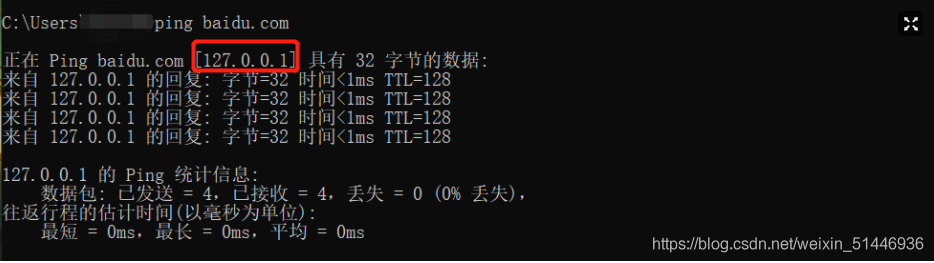 C:\Users\ping baidu.com
正在 Ping baidu.com [127.0.0.1] 具有 32 字节的数据:
来自 127.0.0.1 的回复: 字节=32 时间<1ms TTL=128
来自 127.0.0.1 的回复: 字节=32 时间<1ms TTL=128
来自 127.0.0.1 的回复: 字节=32 时间<1ms TTL=128
来自 127.0.0.1 的回复: 字节=32 时间<1ms TTL=128
127.0.0.1 的 Ping 统计信息:
数据包: 已发送 = 4，已接收 = 4，丢失 = 0 (0% 丢失)，
往返行程的估计时间(以毫秒为单位):
最短 = 0ms，最长 = 0ms，平均 = 0ms
https://blog.csdn.net/weixin_51446936